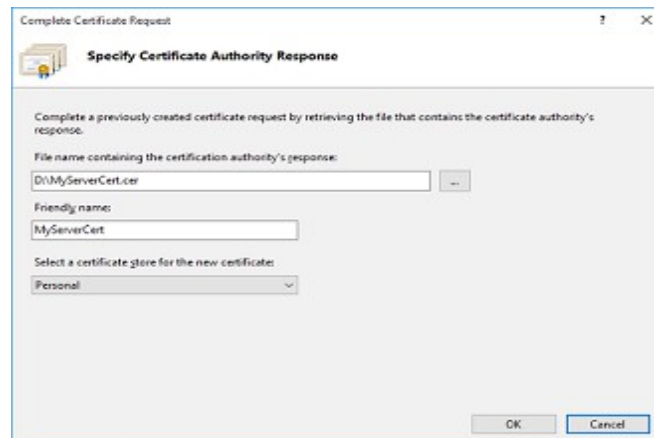 Complete Certificate Request
?
Specify Certificate Authority Response
Complete a previously created certificate request by retrieving the file that contains the certificate authority's
response.
File name containing the certification authority's response:
D:\MyServerCert.cer
...
Friendly name:
MyServerCert
Select a certificate store for the new certificate:
Personal
OK
Cancel